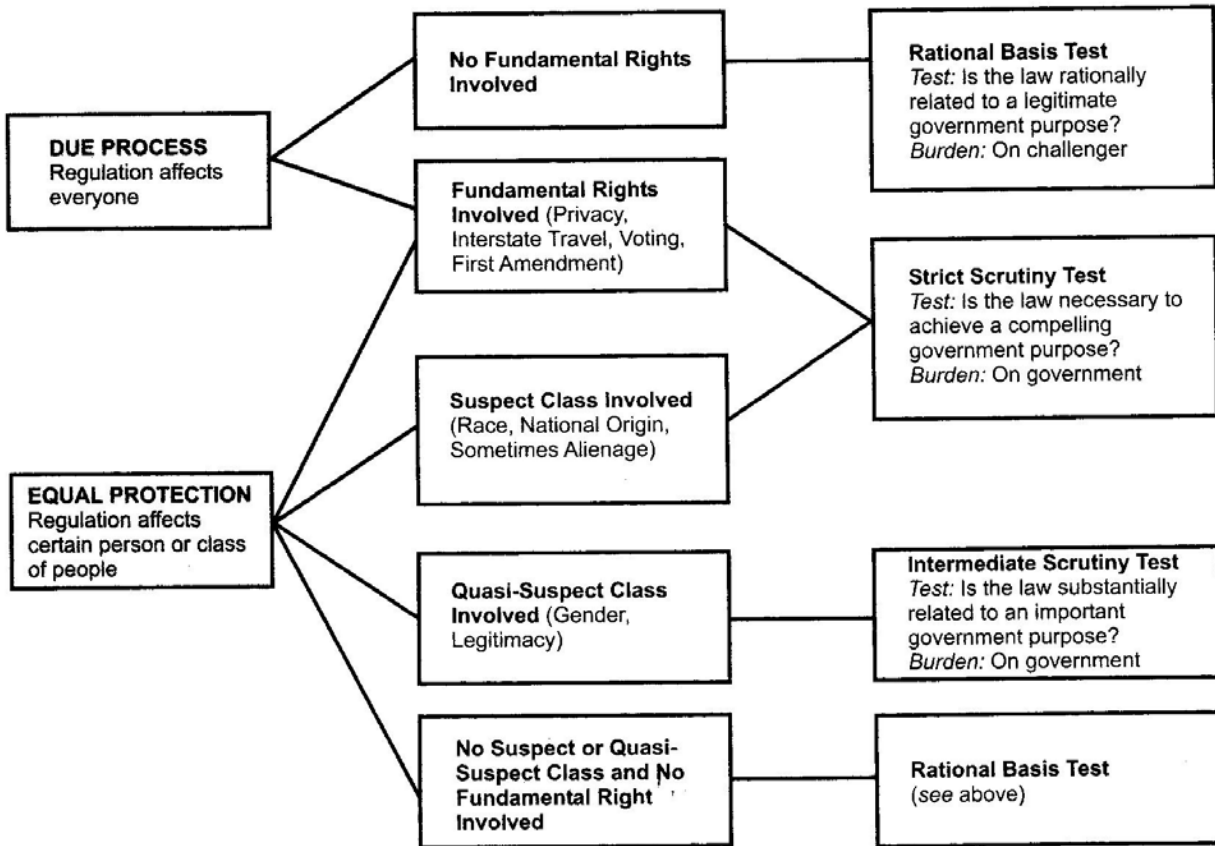 No Fundamental Rights
Involved
Rational Basis Test
Test: Is the law rationally
related to a legitimate
government purpose?
Burden: On challenger
DUE PROCESS
Regulation affects
everyone
Fundamental Rights
Involved (Privacy,
Interstate Travel, Voting,
First Amendment)
Strict Scrutiny Test
Test: Is the law necessary to
achieve a compelling
government purpose?
Burden: On government
Suspect Class Involved
(Race, National Origin,
Sometimes Alienage)
EQUAL PROTECTION
Regulation affects
certain person or class
of people
Quasi-Suspect Class
Involved (Gender,
Legitimacy)
Intermediate Scrutiny Test
Test: Is the law substantially
related to an important
government purpose?
Burden: On government
No Suspect or Quasi-
Suspect Class and No
Fundamental Right
Involved
Rational Basis Test
(see above)